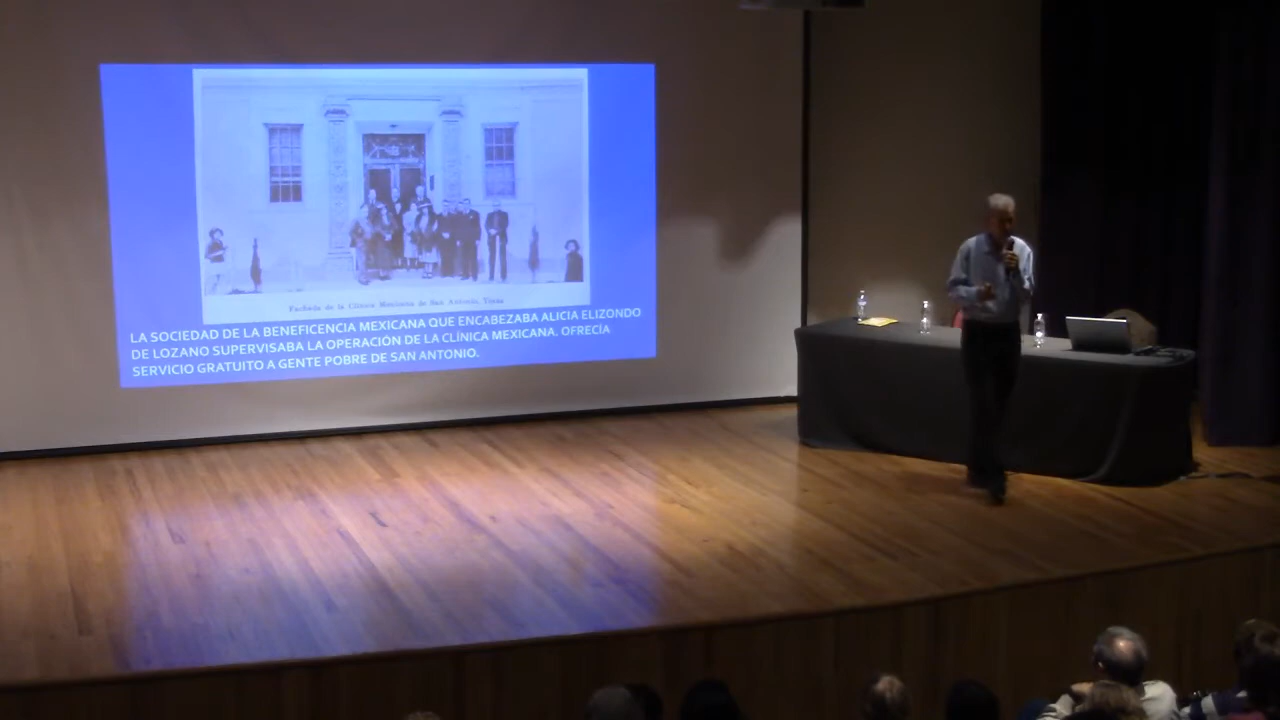 Fachada de la Clínica Mexicana de San Antonio, Texas
LA SOCIEDAD DE LA BENEFICENCIA MEXICANA QUE ENCABEZABA ALICIA ELIZONDO
DE LOZANO SUPERVISABA LA OPERACIÓN DE LA CLÍNICA MEXICANA. OFRECÍA
SERVICIO GRATUITO A GENTE POBRE DE SAN ANTONIO.